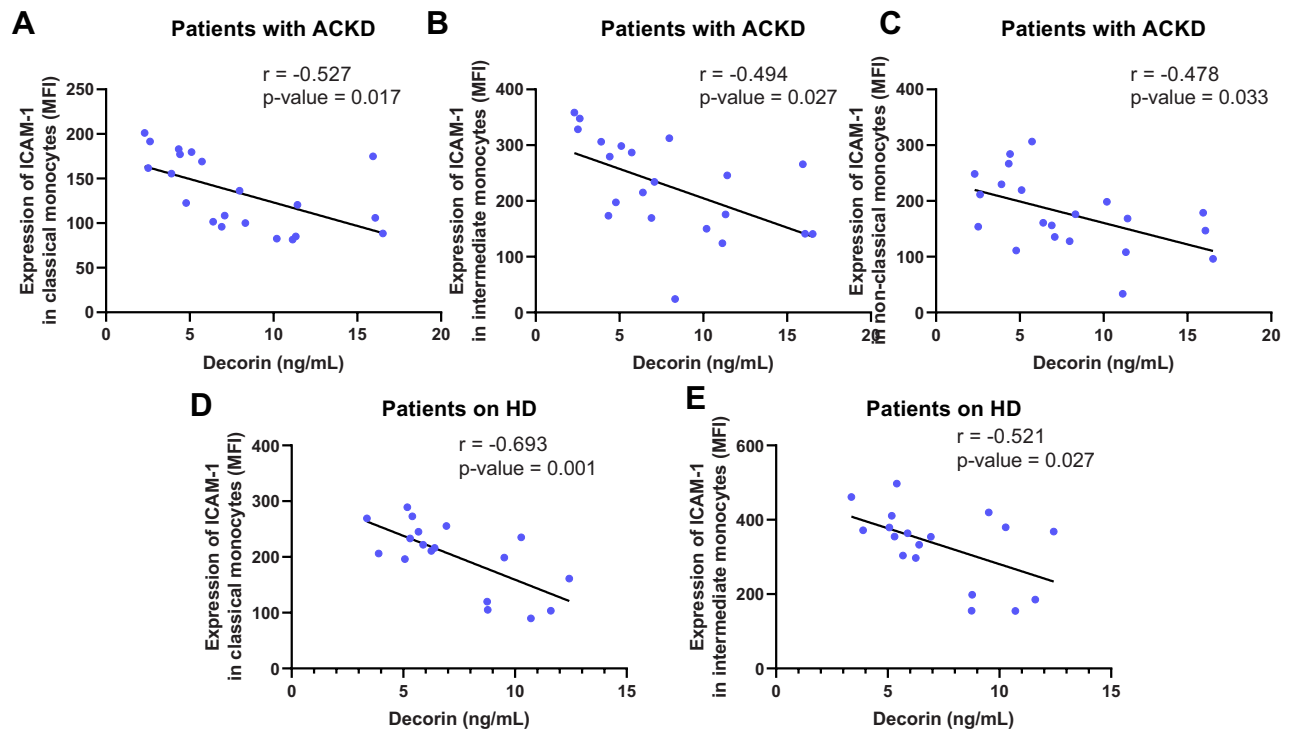 A
Patients with ACKD
r = -0.527
p-value = 0.017
Expression of ICAM-1
in classical monocytes (MFI)
250
200
150
100
50
0
0 5 10 15 20
Decorin (ng/mL)
B
Patients with ACKD
r = -0.494
p-value = 0.027
Expression of ICAM-1
in intermediate monocytes (MFI)
400
300
200
100
0
0 5 10 15 20
Decorin (ng/mL)
C
Patients with ACKD
r = -0.478
p-value = 0.033
Expression of ICAM-1
in non-classical monocytes (MFI)
400
300
200
100
0
0 5 10 15 20
Decorin (ng/mL)
D
Patients on HD
r = -0.693
p-value = 0.001
Expression of ICAM-1
in classical monocytes (MFI)
400
300
200
100
0
0 5 10 15
Decorin (ng/mL)
E
Patients on HD
r = -0.521
p-value = 0.027
Expression of ICAM-1
in intermediate monocytes (MFI)
600
400
200
0
0 5 10 15
Decorin (ng/mL)